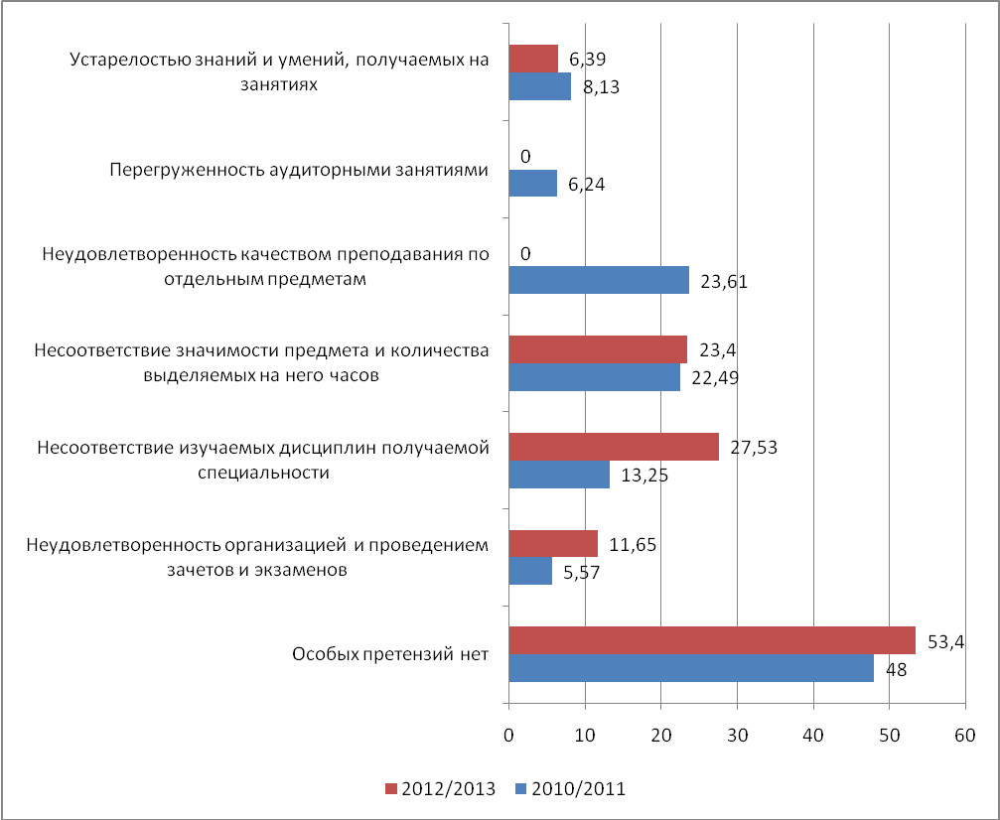 Устарелостью знаний и умений, получаемых на
занятиях
6,39
8,13
Перегруженность аудиторными занятиями
0
6,24
Неудовлетворенность качеством преподавания по
отдельным предметам
0
23,61
Несоответствие значимости предмета и количества
выделяемых на него часов
23,4
22,49
Несоответствие изучаемых дисциплин получаемой
специальности
27,53
13,25
Неудовлетворенность организацией и проведением
зачетов и экзаменов
11,65
5,57
Особых претензий нет
53,4
48
0 10 20 30 40 50 60
2012/2013 2010/2011